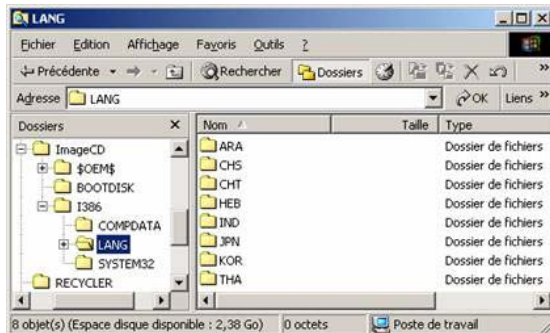 LANG
Fichier Edition Affichage Favoris Outils ?
Précédente Rechercher Dossiers »
Adresse LANG OK Liens »
Dossiers × Nom Taille Type
ImageCD
$OEM$
BOOTDISK
I386
COMPDATA
LANG
SYSTEM32
RECYCLER
ARA Dossier de fichiers
CHS Dossier de fichiers
CHT Dossier de fichiers
HEB Dossier de fichiers
IND Dossier de fichiers
JPN Dossier de fichiers
KOR Dossier de fichiers
THA Dossier de fichiers
8 objet(s) (Espace disque disponible : 2,38 Go) 0 octets Poste de travail